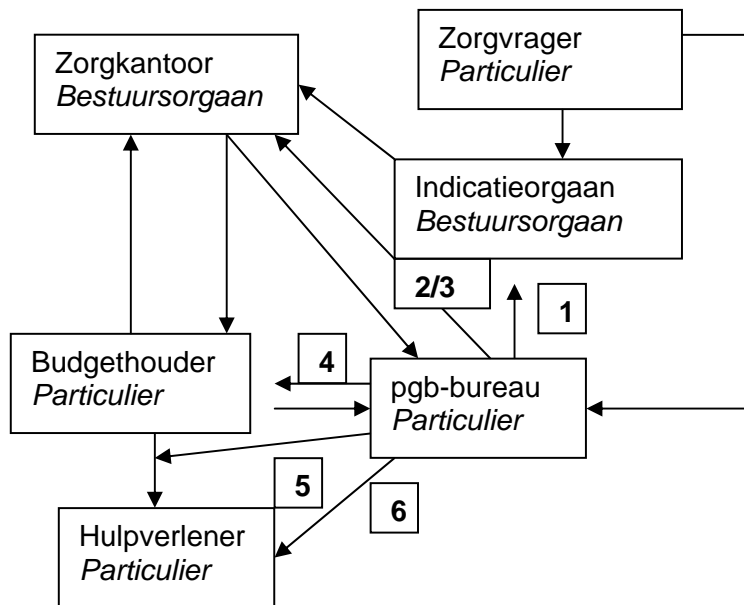 Zorgvrager
Particulier
Zorgkantoor
Bestuursorgaan
Indicatieorgaan
Bestuursorgaan
2/3
1
Budgethouder
Particulier
4
pgb-bureau
Particulier
5
6
Hulpverlener
Particulier